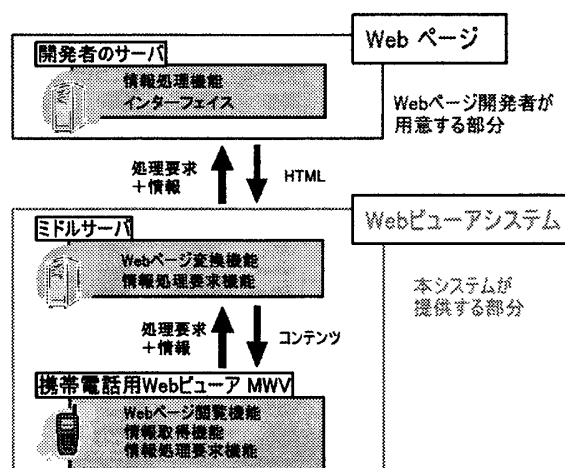 Web ページ
開発者のサーバ
情報処理機能
インターフェイス
Webページ開発者が
用意する部分
処理要求
＋情報
HTML
Webビューアシステム
ミドルサーバ
Webページ変換機能
情報処理要求機能
本システムが
提供する部分
処理要求
＋情報
コンテンツ
携帯電話用Webビューア MWV
Webページ閲覧機能
情報取得機能
情報処理要求機能